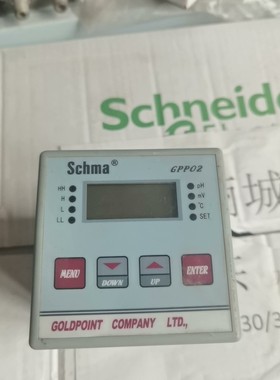 Schneide
Schma® GPP02
HH pH
H mV
L °C
LL SET
MENU DOWN UP ENTER
GOLDPOINT COMPANY LTD.,
30/3